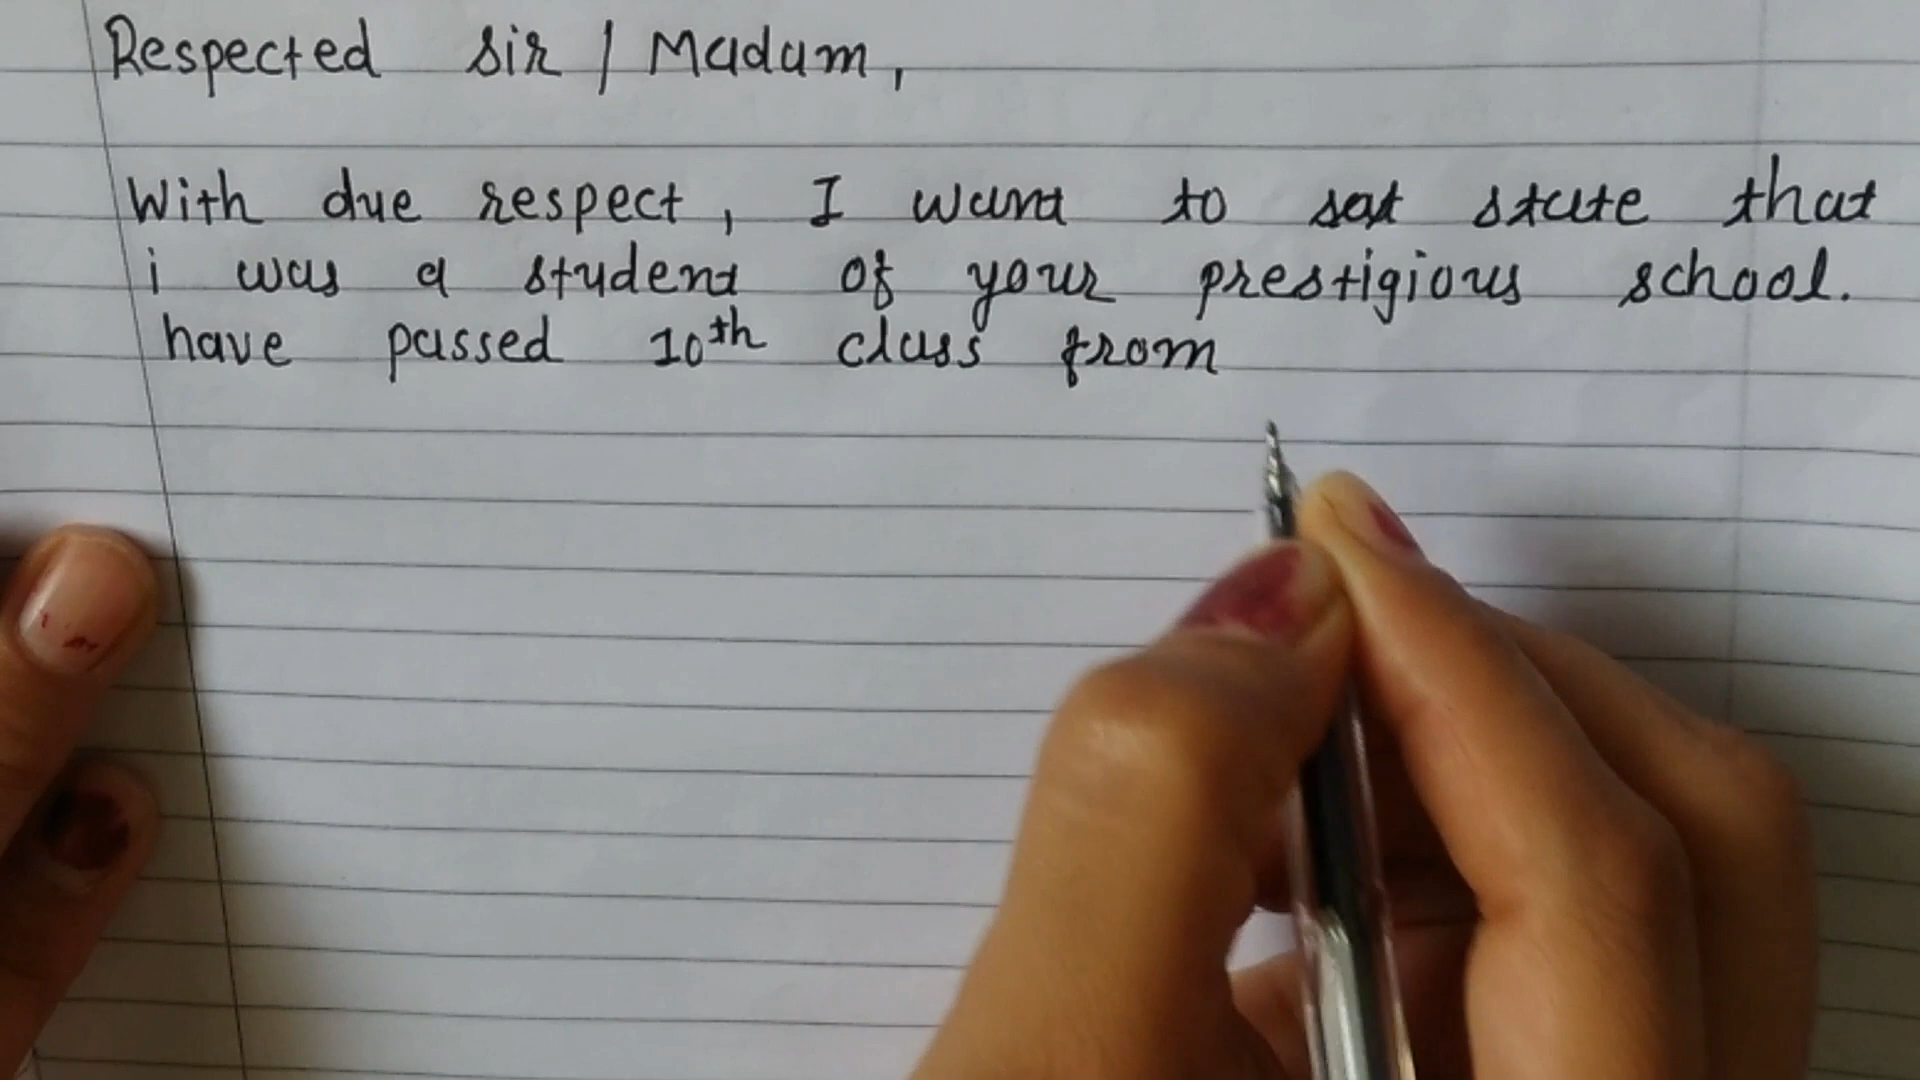 Respected sir / Madam,
With due respect, I want to sat state that
i was a student of your prestigious school.
have passed 10th class from